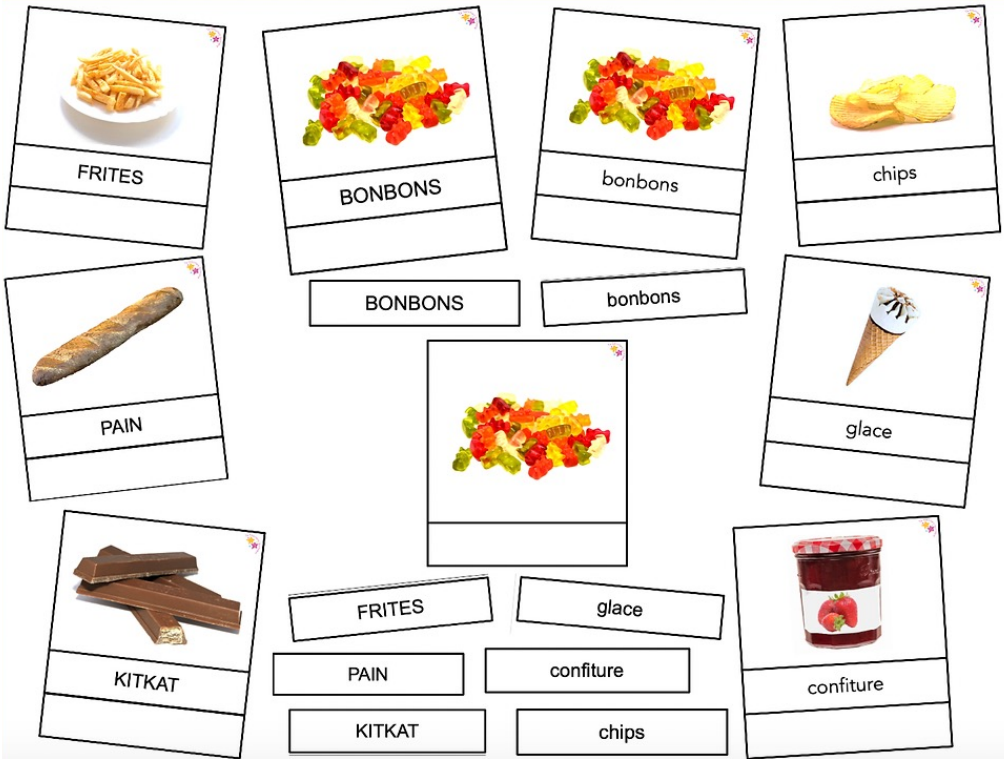 FRITES
BONBONS
bonbons
chips
BONBONS
bonbons
PAIN
glace
FRITES
glace
KITKAT
PAIN
confiture
confiture
KITKAT
chips